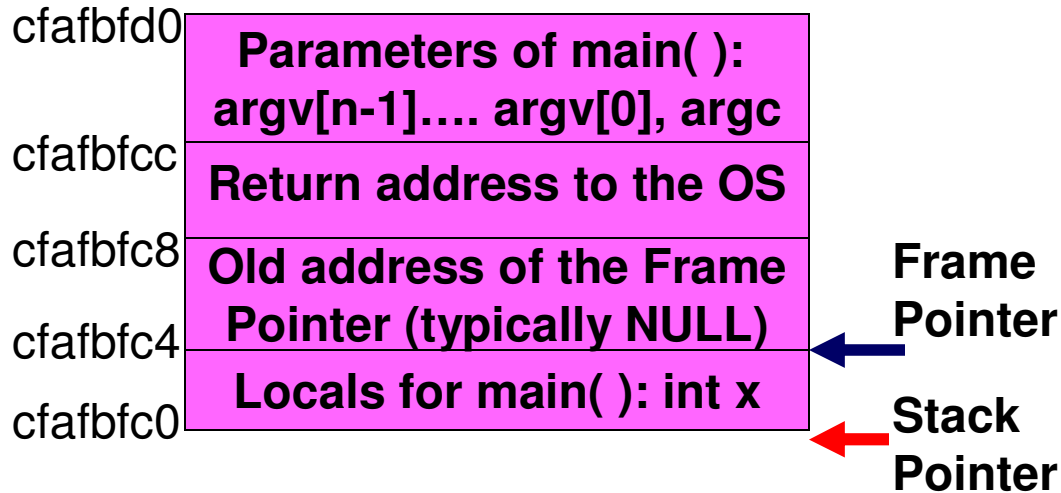 cfafbfd0
Parameters of main( ):
argv[n-1]…. argv[0], argc
cfafbfcc
Return address to the OS
cfafbfc8
Old address of the Frame
Pointer (typically NULL)
Frame
Pointer
cfafbfc4
Locals for main( ): int x
cfafbfc0
Stack
Pointer